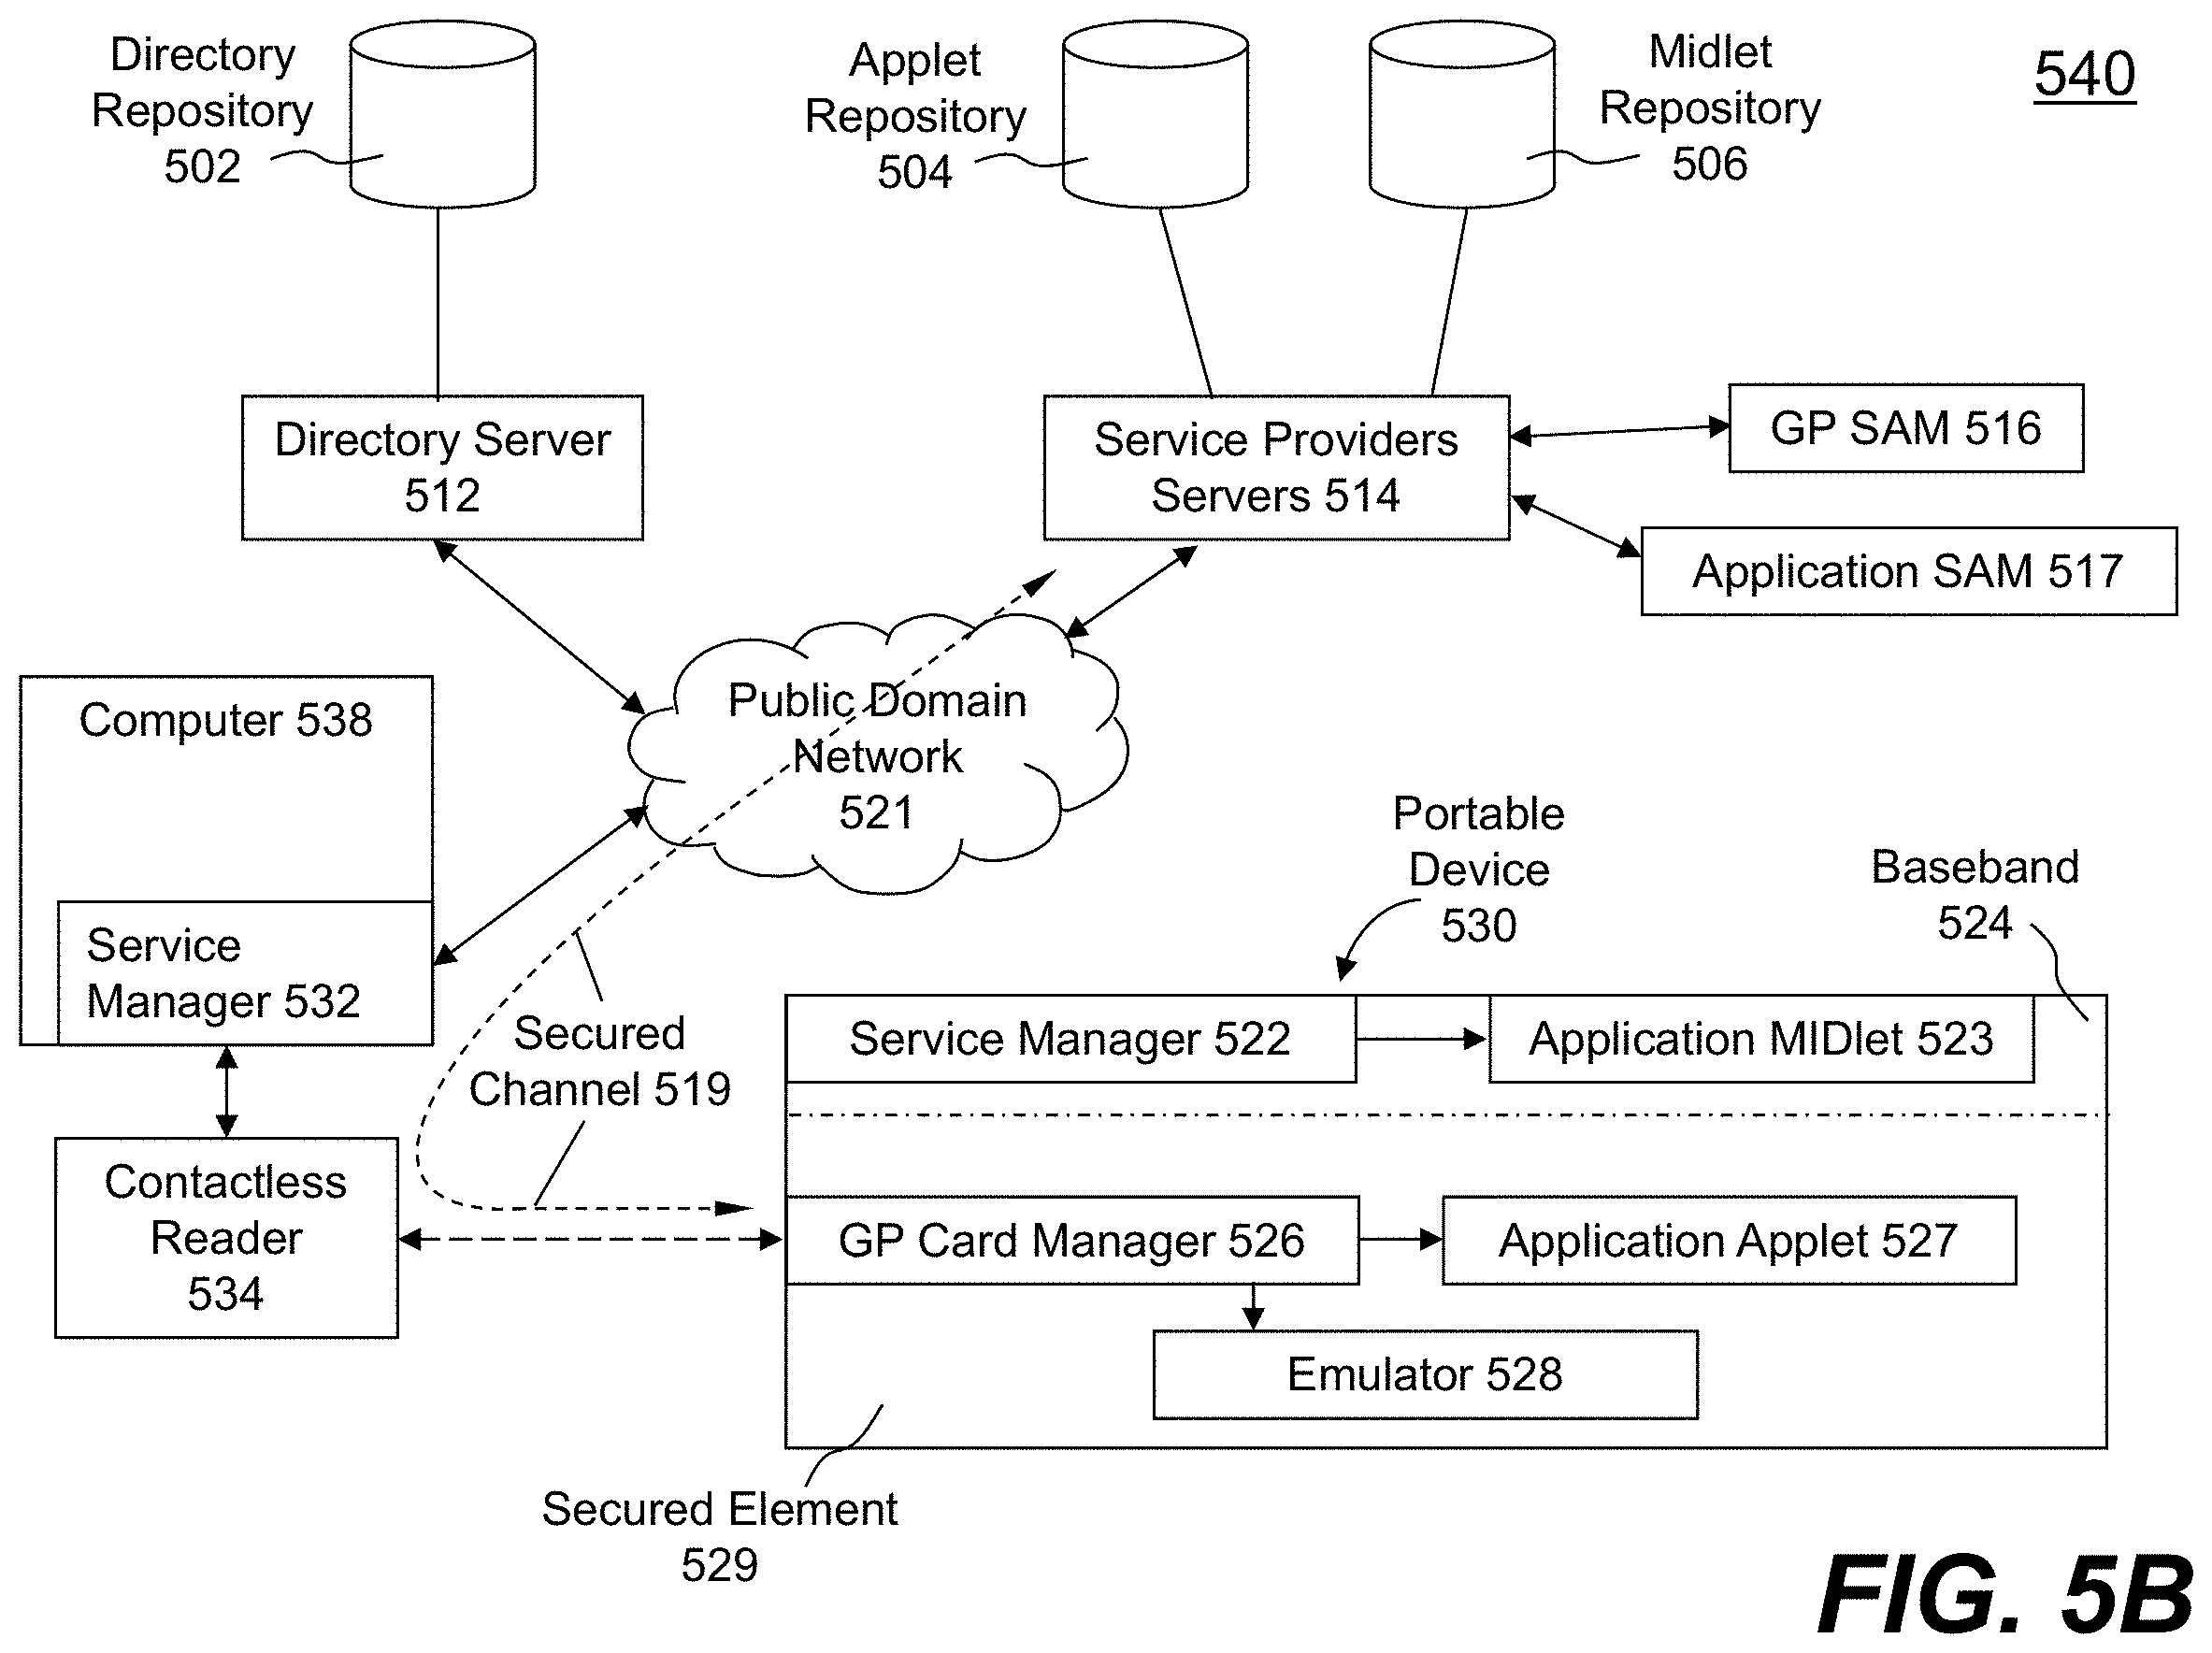 Directory
Repository
502
Applet
Repository
504
Midlet
Repository
506
540
Directory Server
512
Service Providers
Servers 514
GP SAM 516
Application SAM 517
Public Domain
Network
521
Computer 538
Service
Manager 532
Secured
Channel 519
Contactless
Reader
534
Portable
Device
530
Baseband
524
Service Manager 522
Application MIDlet 523
GP Card Manager 526
Application Applet 527
Emulator 528
Secured Element
529
FIG. 5B